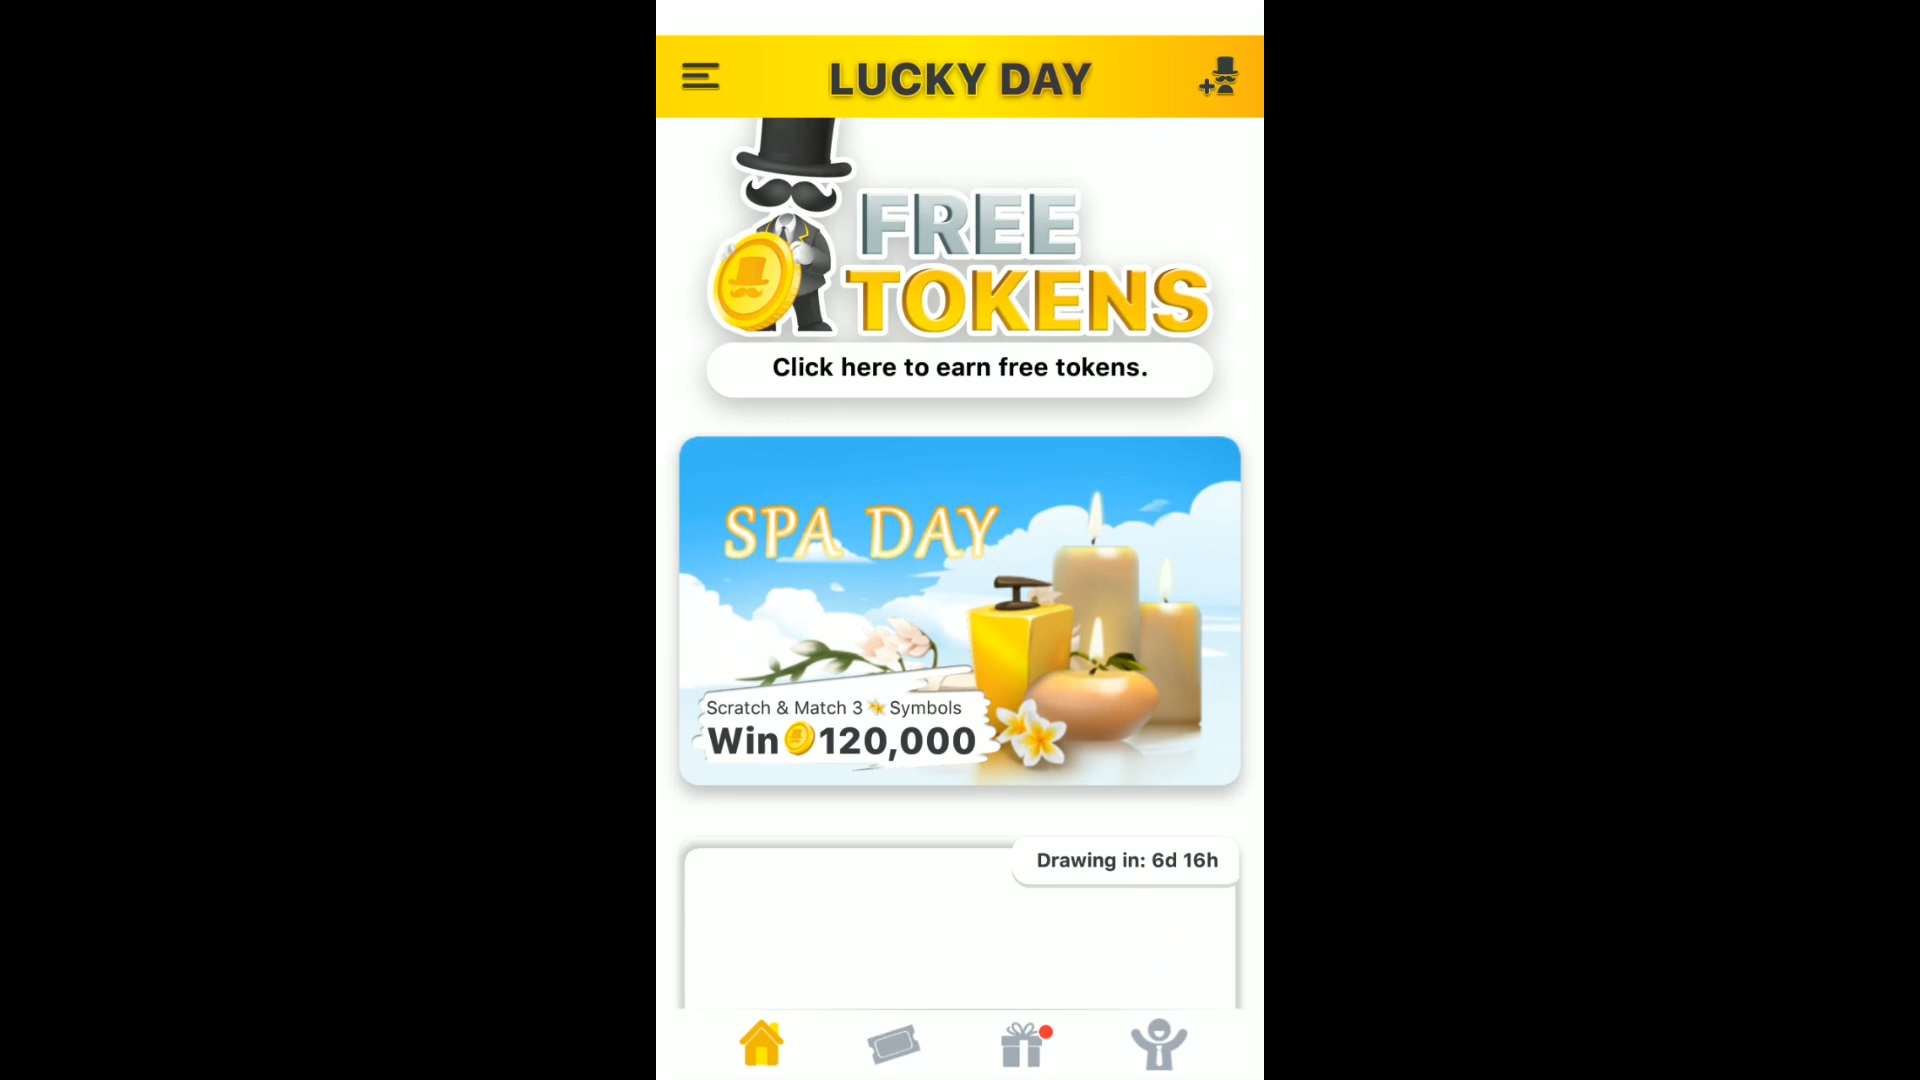 LUCKY DAY
FREE
TOKENS
Click here to earn free tokens.
SPA DAY
Scratch & Match 3 Symbols
Win 120,000
Drawing in: 6d 16h